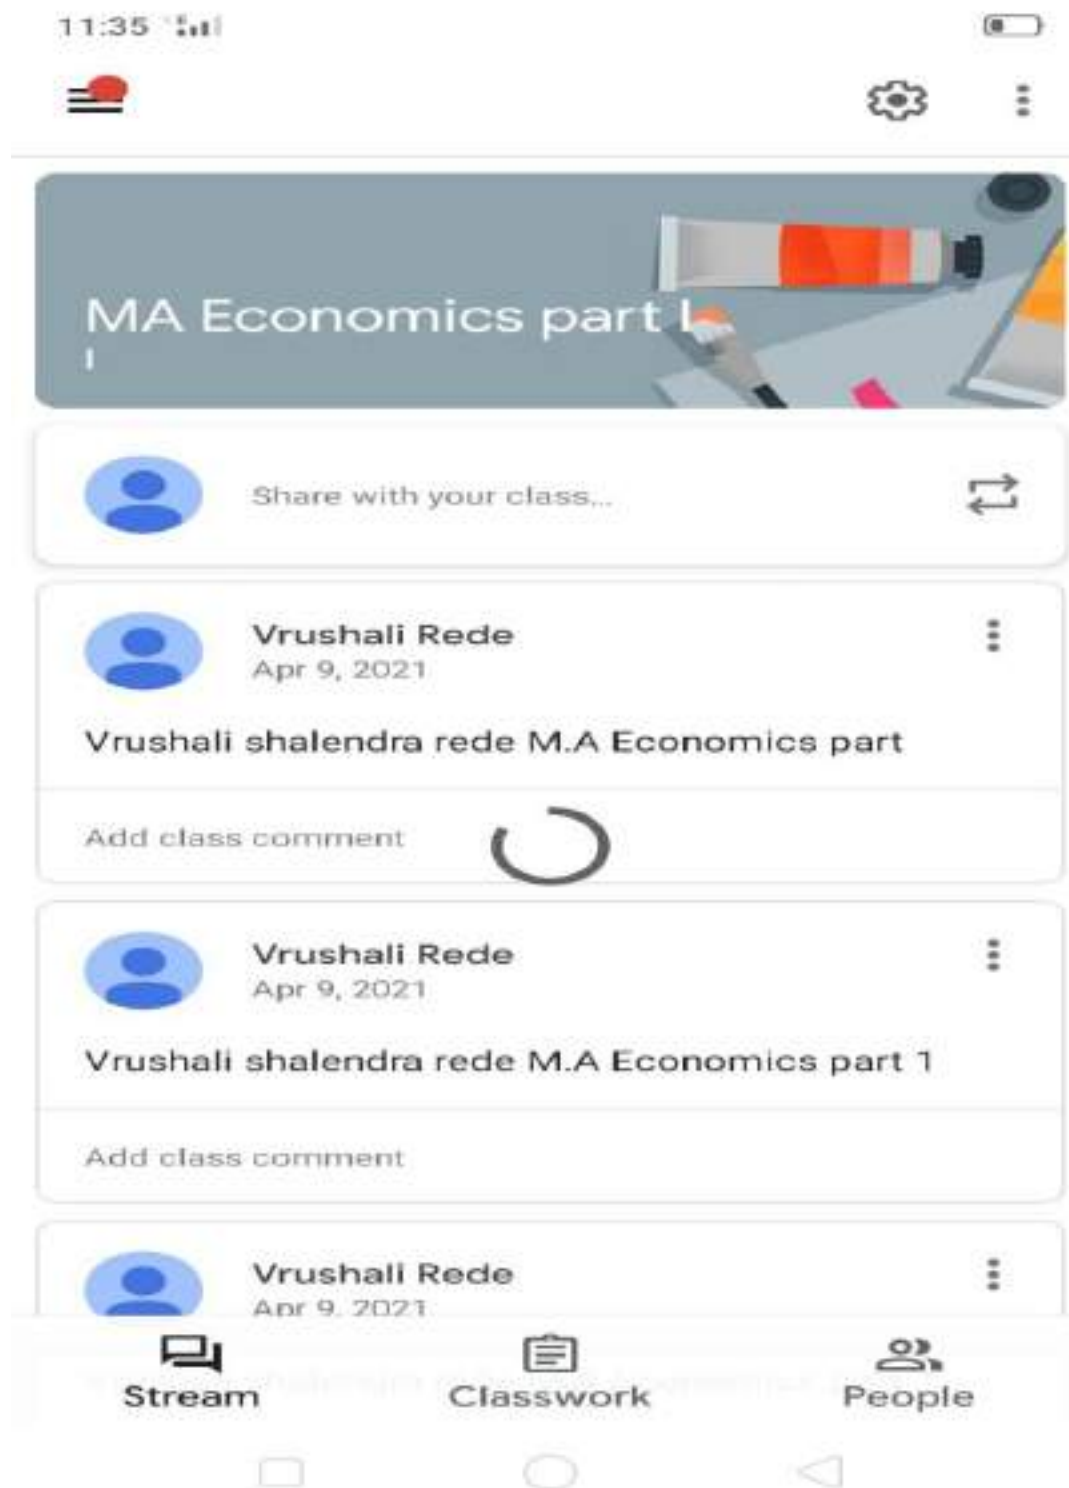 11:35
MA Economics part I
I
Share with your class...
Vrushali Rede
Apr 9, 2021
Vrushali shalendra rede M.A Economics part
Add class comment
Vrushali Rede
Apr 9, 2021
Vrushali shalendra rede M.A Economics part 1
Add class comment
Vrushali Rede
Apr 9, 2021
Stream
Classwork
People